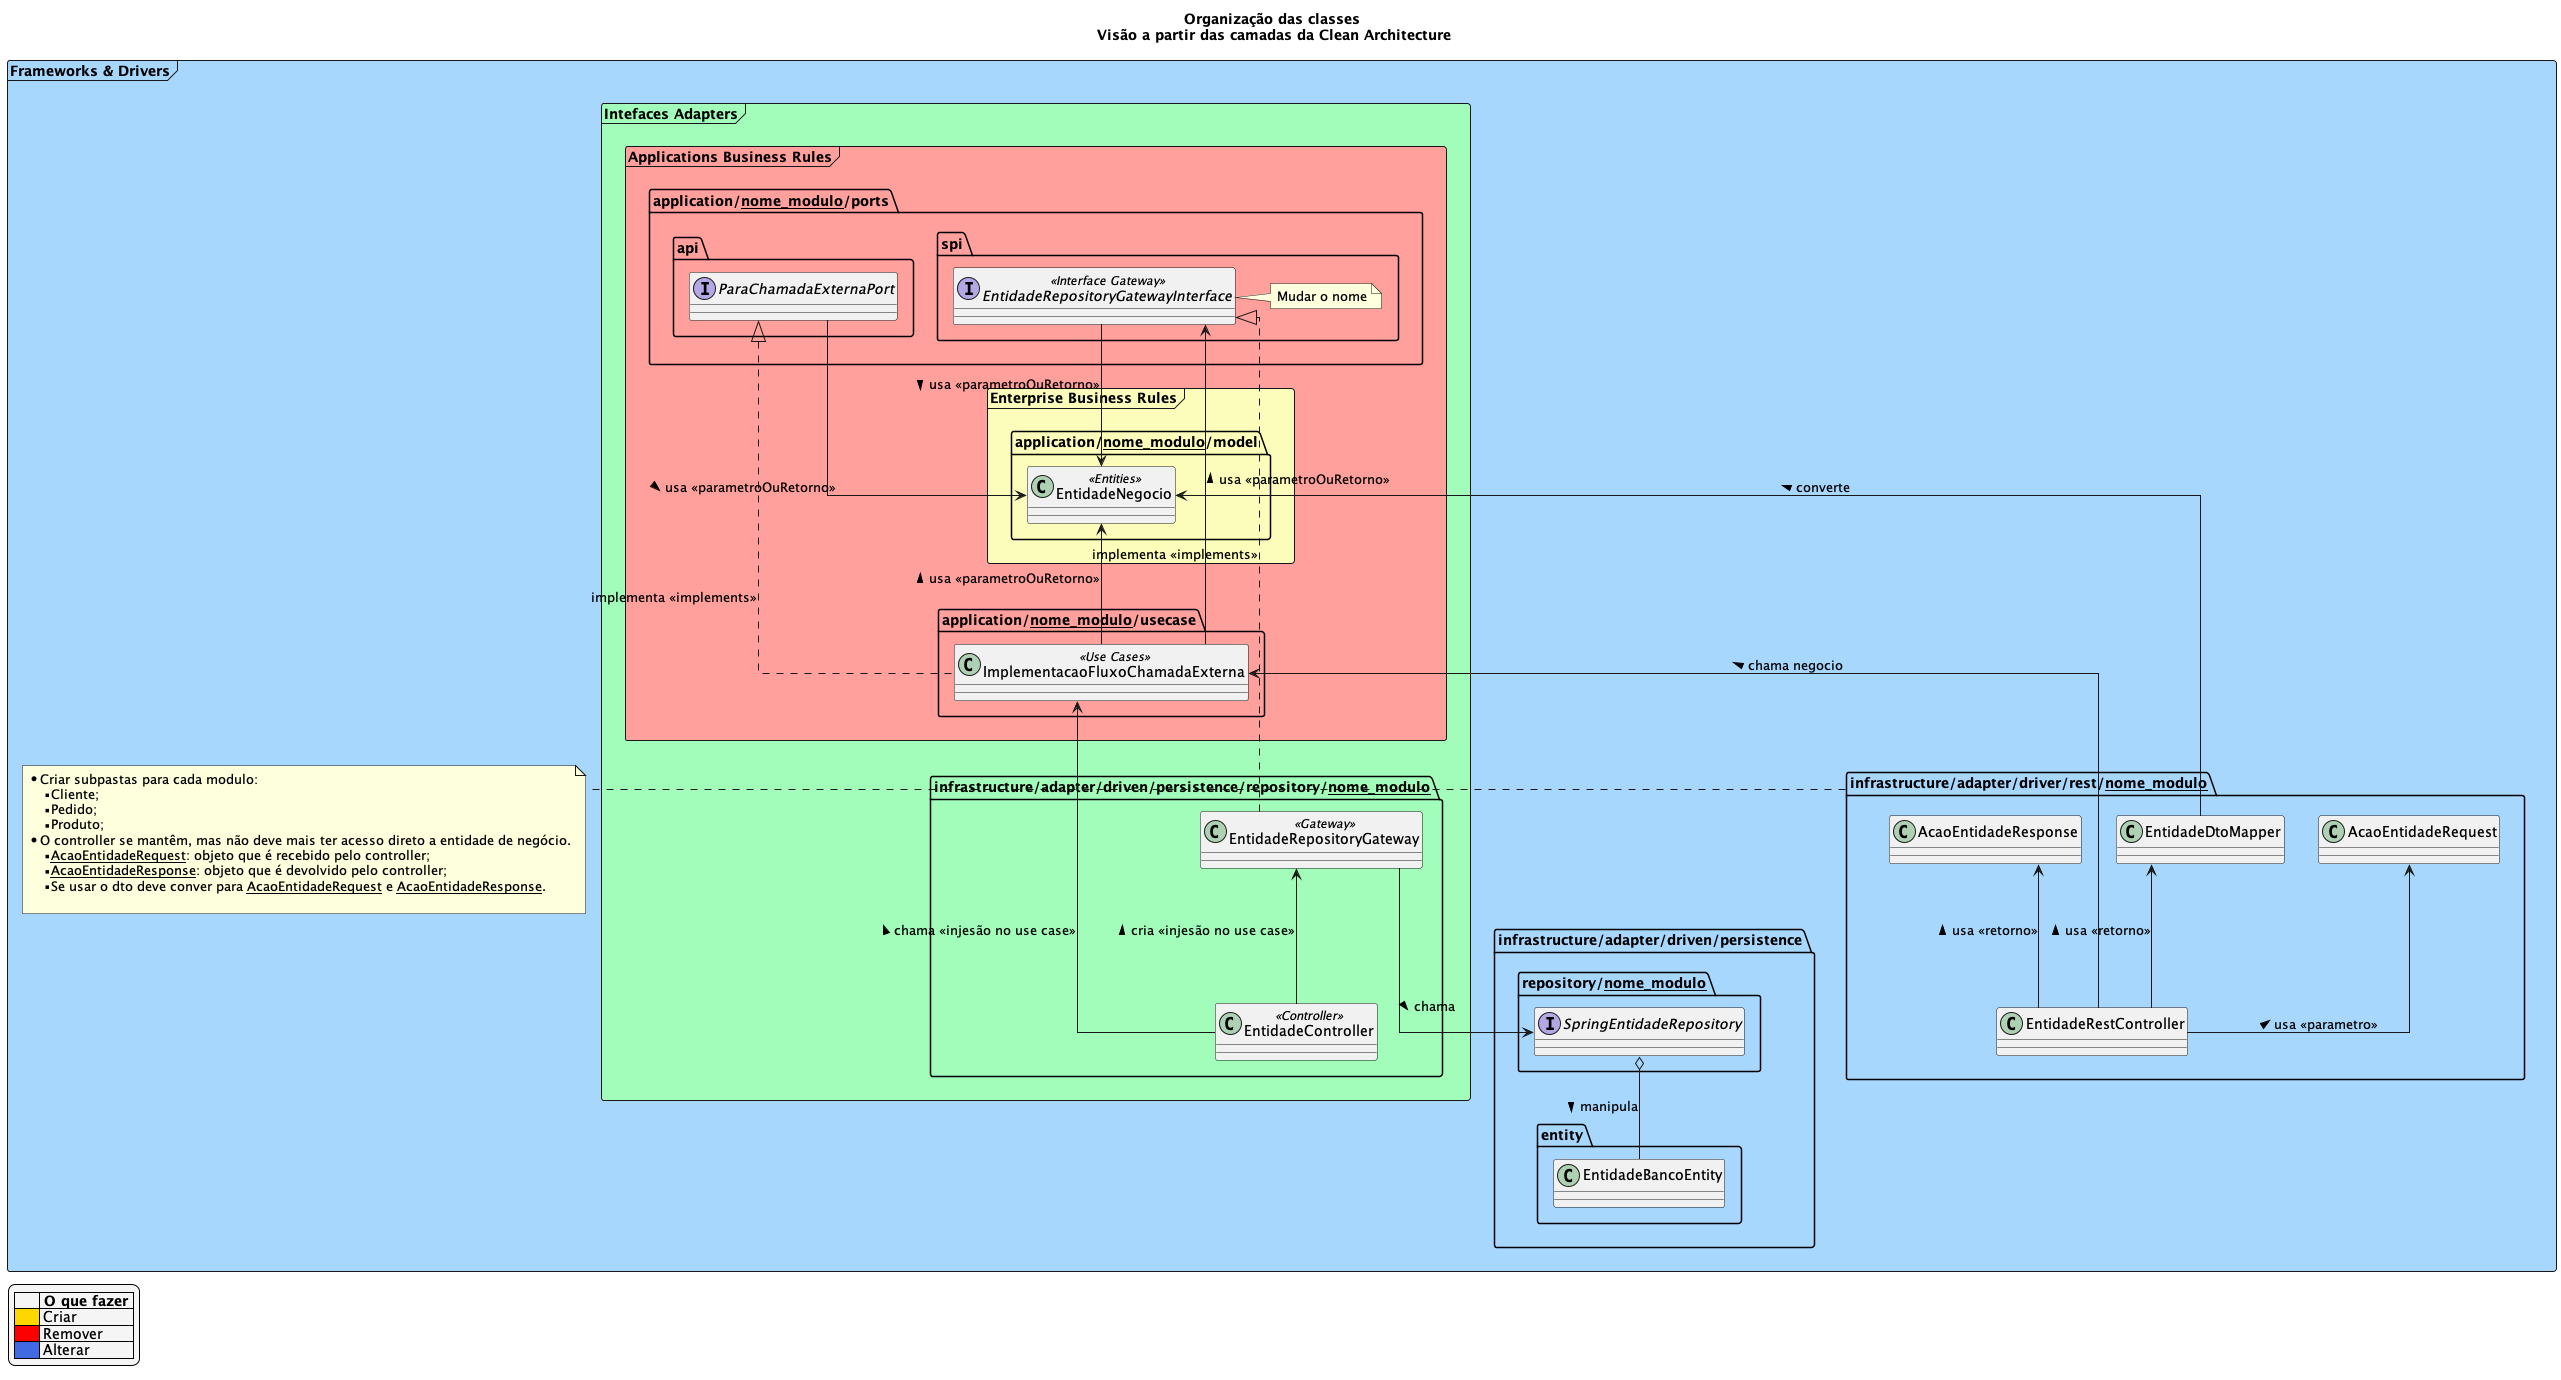 Organização das classes
Visão a partir das camadas da Clean Architecture
Frameworks & Drivers
Intefaces Adapters
Applications Business Rules
application/nome_modulo/ports
api
ParaChamadaExternaPort
spi
«Interface Gateway»
EntidadeRepositoryGatewayInterface
Mudar o nome
usa «parametroOuRetorno»
Enterprise Business Rules
application/nome_modulo/model
«Entities»
EntidadeNegocio
usa «parametroOuRetorno»
usa «parametroOuRetorno»
converte
implementa «implements»
usa «parametroOuRetorno»
implementa «implements»
application/nome_modulo/usecase
«Use Cases»
ImplementacaoFluxoChamadaExterna
chama negocio
Criar subpastas para cada modulo:
Cliente;
Pedido;
Produto;
O controller se mantêm, mas não deve mais ter acesso direto a entidade de negócio.
AcaoEntidadeRequest: objeto que é recebido pelo controller;
AcaoEntidadeResponse: objeto que é devolvido pelo controller;
Se usar o dto deve conver para AcaoEntidadeRequest e AcaoEntidadeResponse.
infrastructure/adapter/driven/persistence/repository/nome_modulo
«Gateway»
EntidadeRepositoryGateway
chama «injesão no use case»
cria «injesão no use case»
«Controller»
EntidadeController
chama
infrastructure/adapter/driven/persistence
repository/nome_modulo
SpringEntidadeRepository
manipula
entity
EntidadeBancoEntity
infrastructure/adapter/driver/rest/nome_modulo
AcaoEntidadeResponse
EntidadeDtoMapper
AcaoEntidadeRequest
usa «retorno»
usa «retorno»
EntidadeRestController
usa «parametro»
O que fazer
Criar
Remover
Alterar